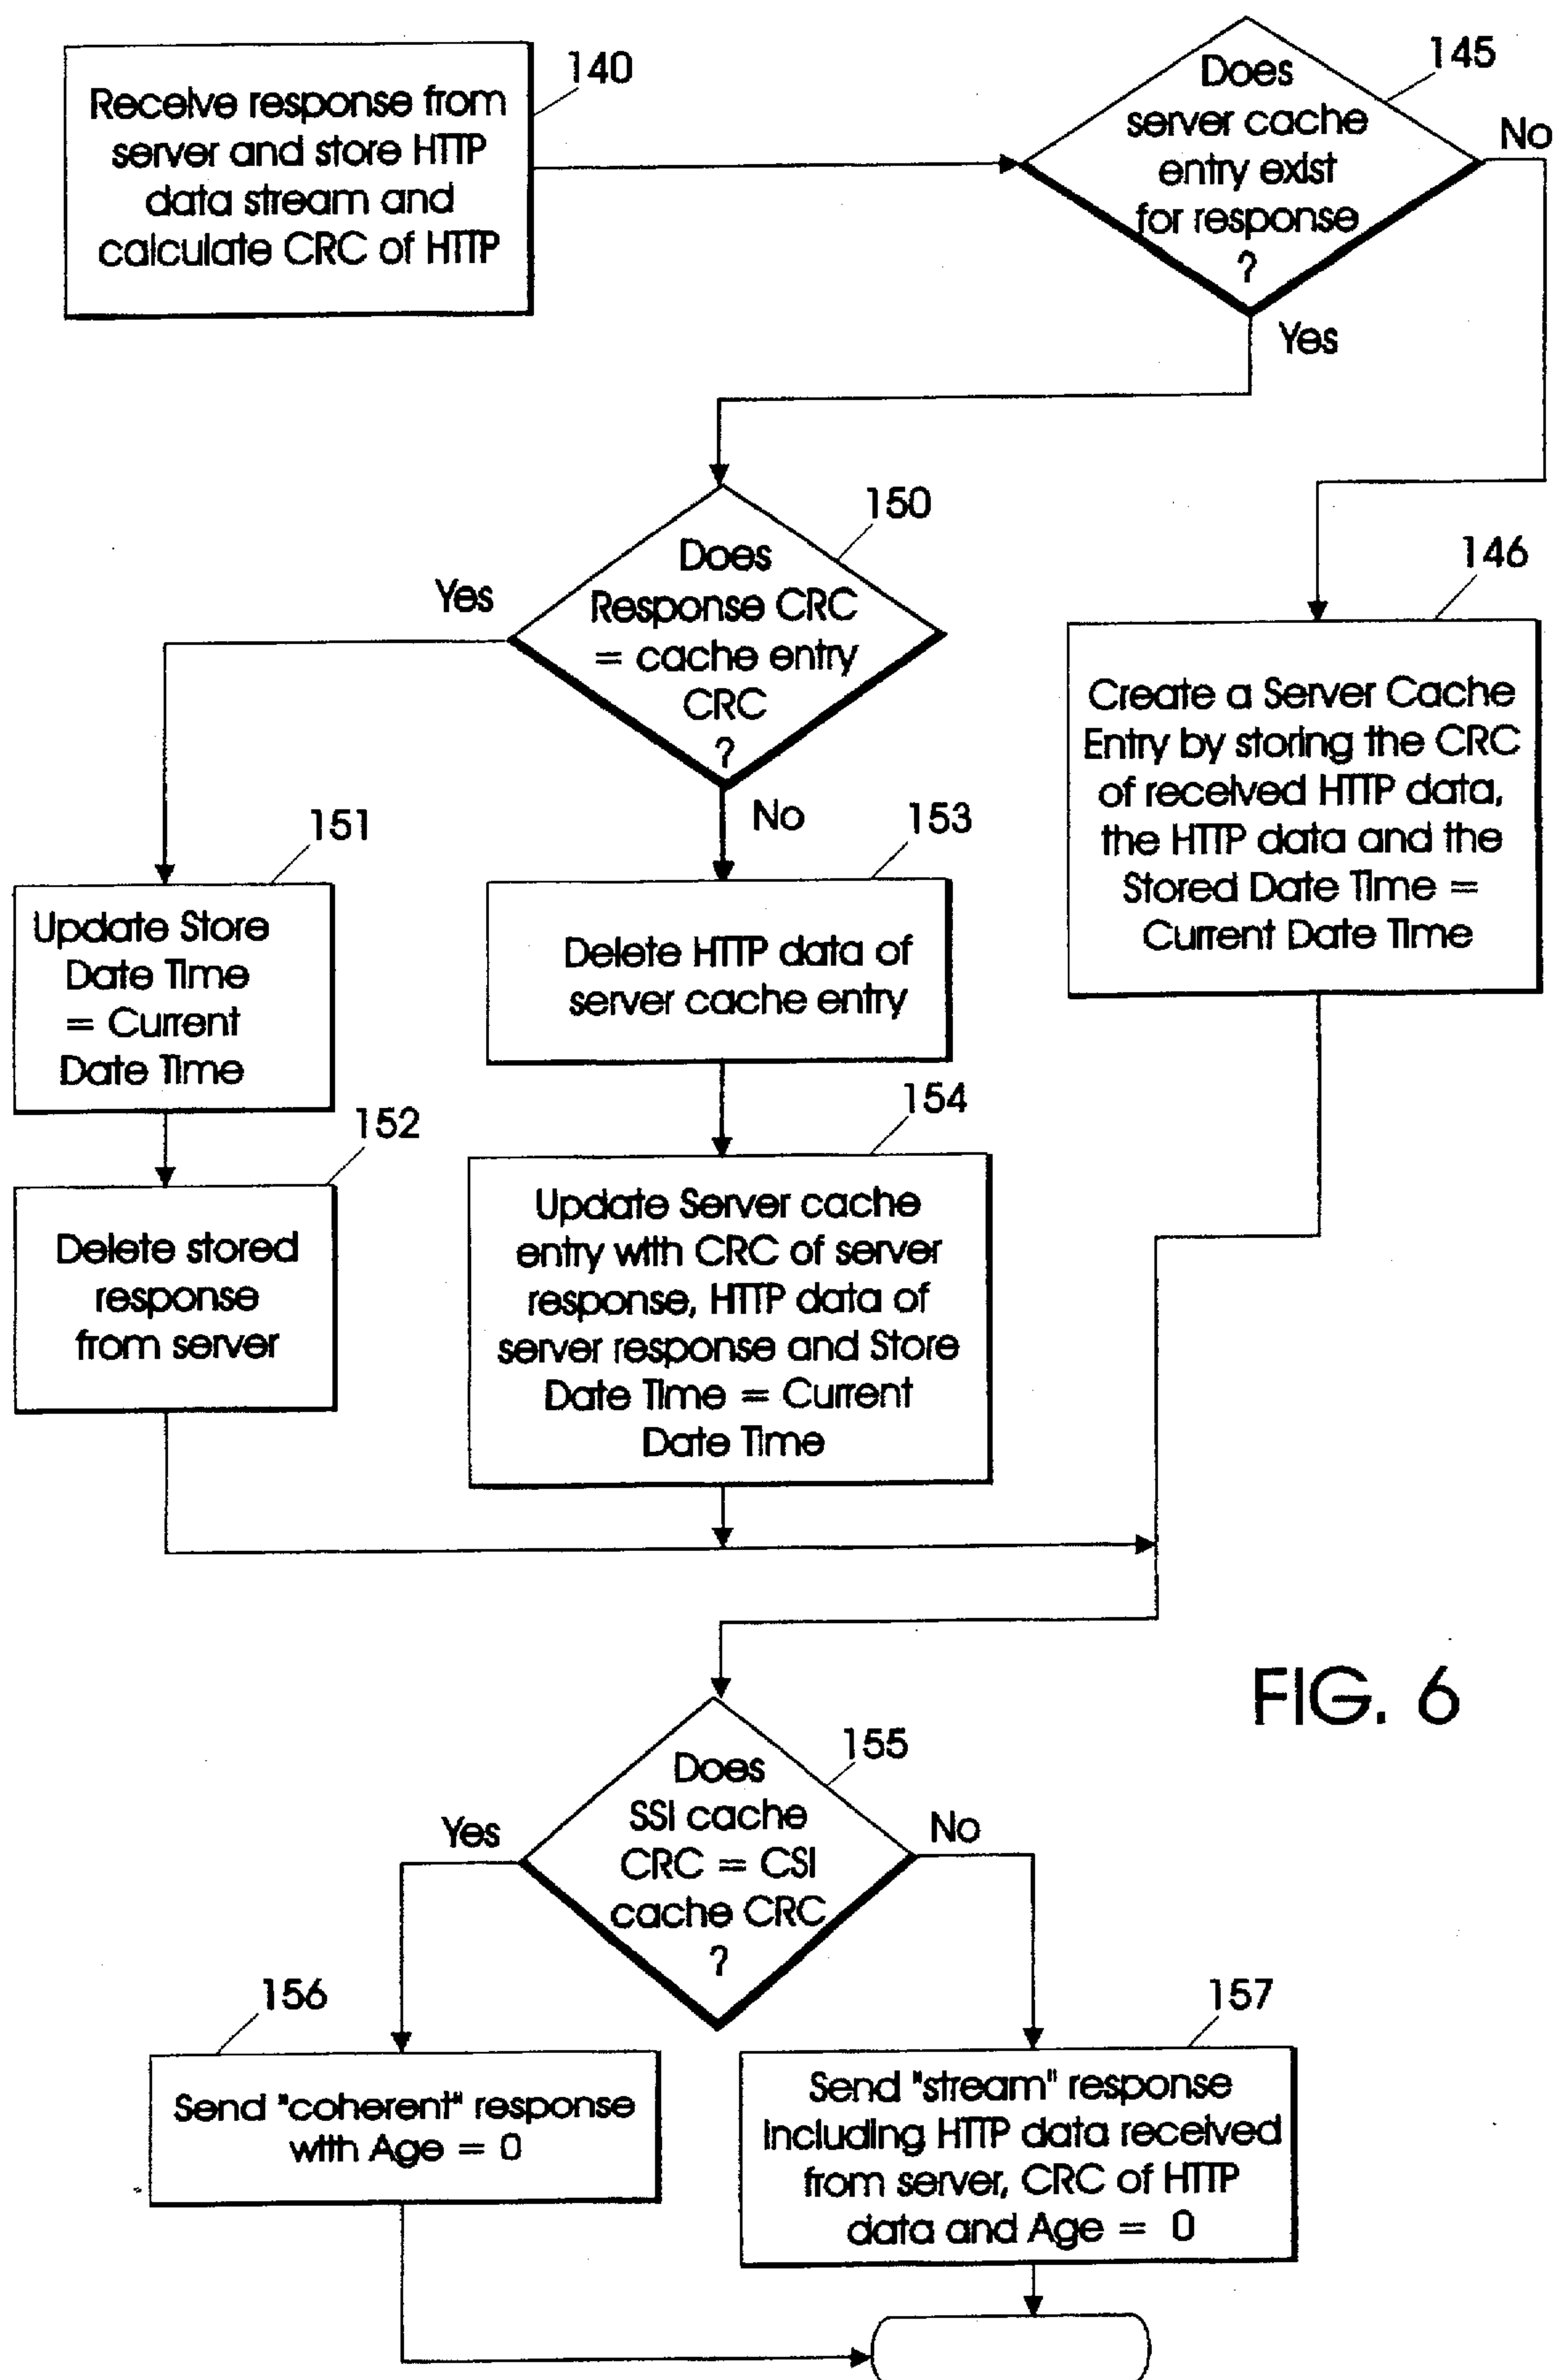 140
Receive response from
server and store HTTP
data stream and
calculate CRC of HTTP
145
Does
server cache
entry exist
for response
?
No
Yes
150
Does
Response CRC
= cache entry
CRC
?
Yes
No
146
Create a Server Cache
Entry by storing the CRC
of received HTTP data,
the HTTP data and the
Stored Date Time =
Current Date Time
151
Update Store
Date Time
= Current
Date Time
153
Delete HTTP data of
server cache entry
152
Delete stored
response
from server
154
Update Server cache
entry with CRC of server
response, HTTP data of
server response and Store
Date Time = Current
Date Time
FIG. 6
155
Does
SSI cache
CRC = CSI
cache CRC
?
Yes
No
156
Send "coherent" response
with Age = 0
157
Send "stream" response
including HTTP data received
from server, CRC of HTTP
data and Age = 0